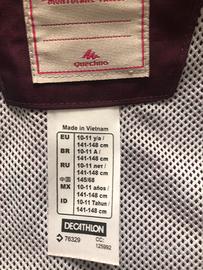 Quechua
Made in Vietnam
EU 10-11 y/a / 141-148 cm
BR 10-11 A / 141-148 cm
RU 10-11 лет / 141-148 cm
中国 145/68
MX 10-11 años / 141-148 cm
ID 10-11 Tahun / 141-148 cm
DECATHLON
76329
CC: 125992